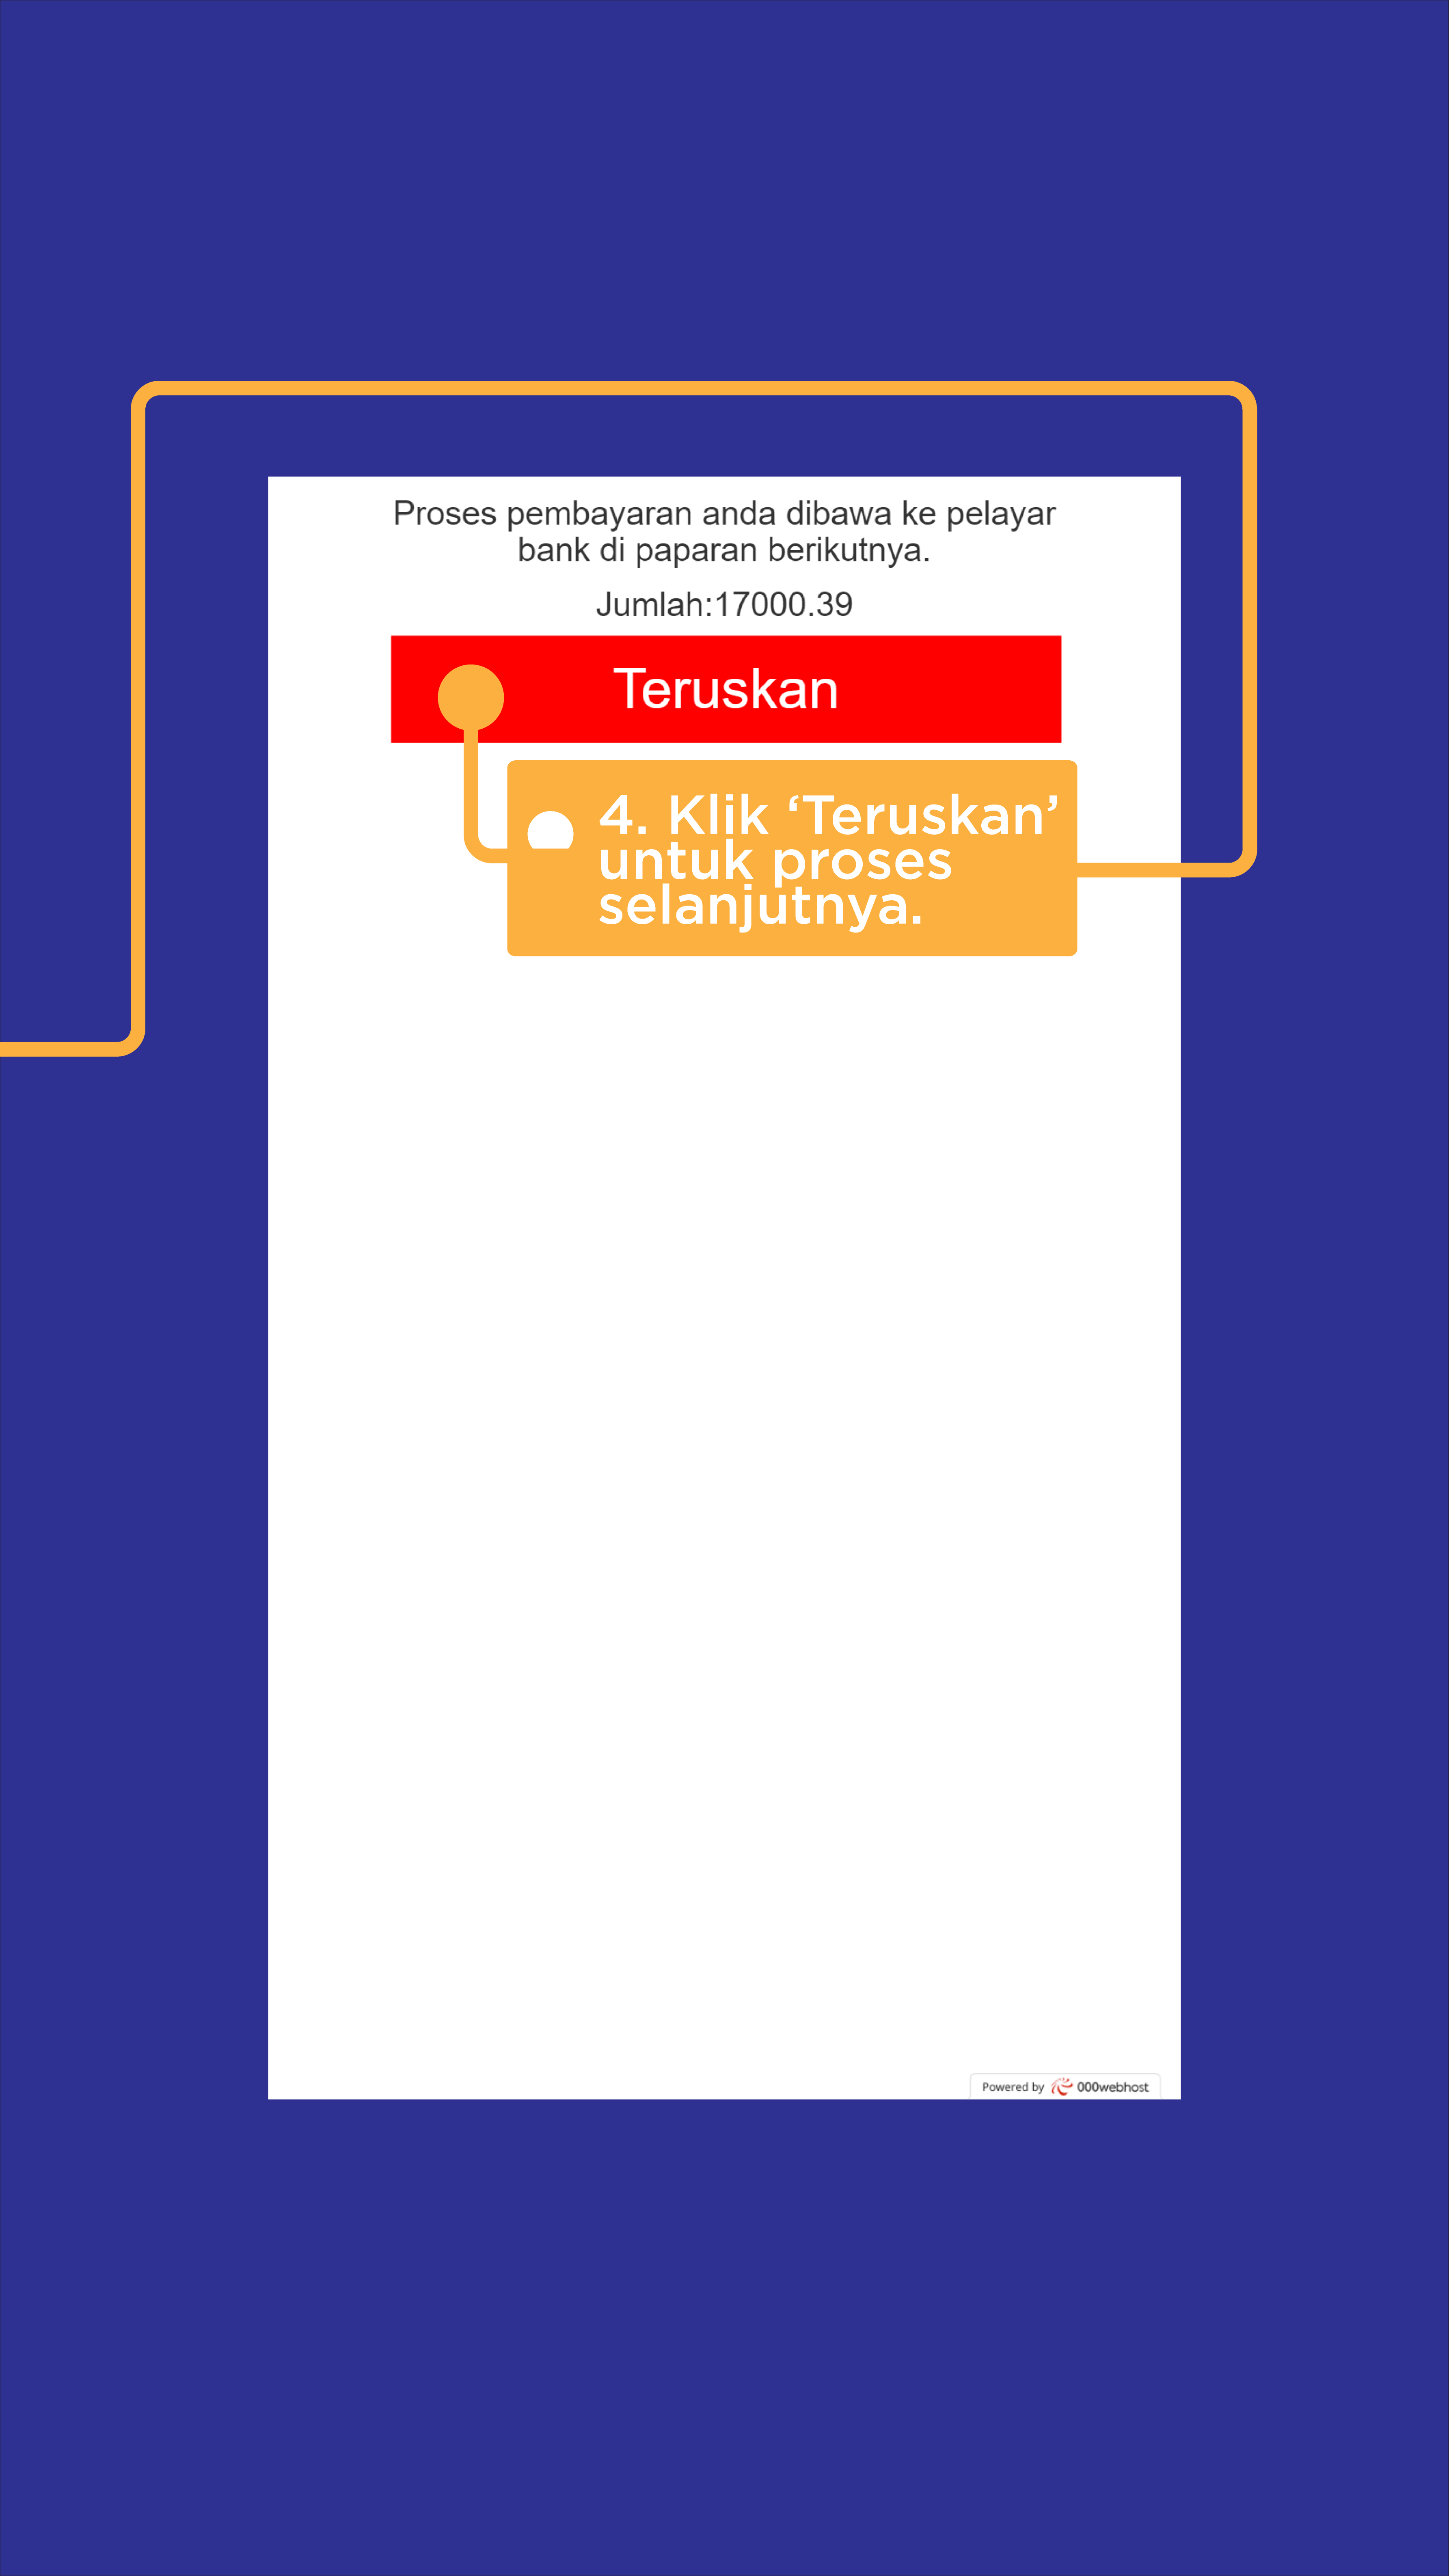 Proses pembayaran anda dibawa ke pelayar
bank di paparan berikutnya.
Jumlah:17000.39
Teruskan
4. Klik ‘Teruskan’
untuk proses
selanjutnya.
Powered by 000webhost